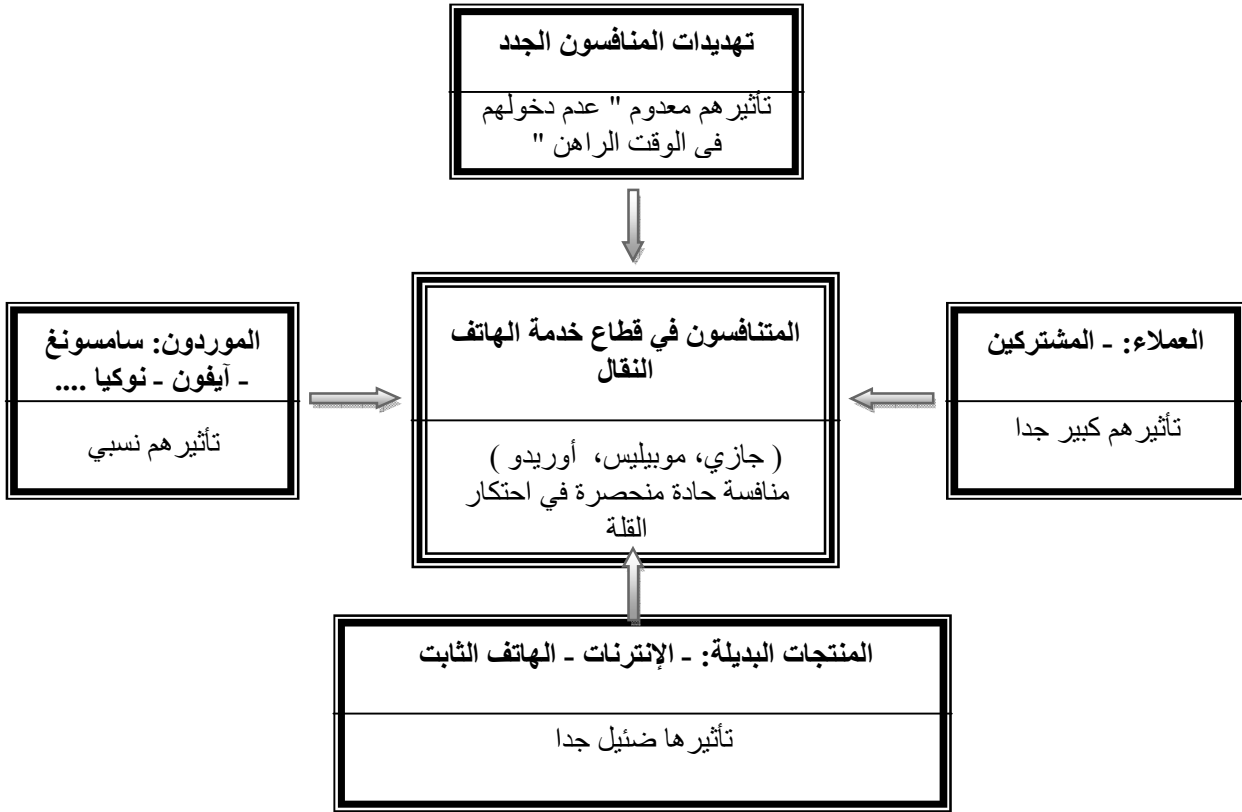 تهديدات المنافسون الجدد
تأثيرهم معدوم " عدم دخولهم
فى الوقت الراهن "
المتنافسون في قطاع خدمة الهاتف
النقال
( جازي، موبيليس، أوريدو )
منافسة حادة منحصرة في احتكار
القلة
العملاء: - المشتركين
تأثيرهم كبير جدا
الموردون: سامسونغ
- آيفون - نوكيا ....
تأثيرهم نسبي
المنتجات البديلة: - الإنترنات - الهاتف الثابت
تأثيرها ضئيل جدا